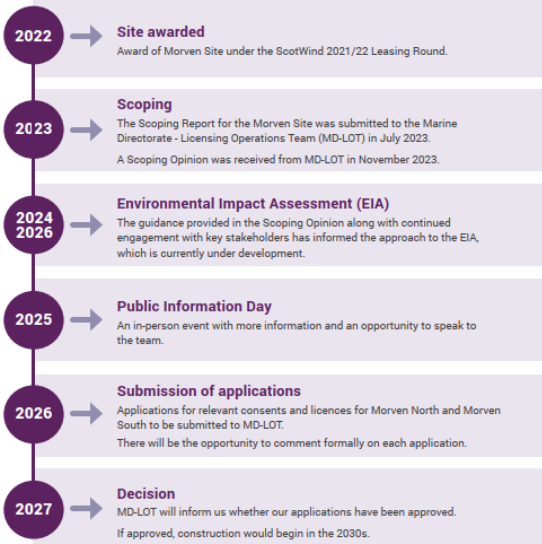 2022
Site awarded
Award of Morven Site under the ScotWind 2021/22 Leasing Round.
2023
Scoping
The Scoping Report for the Morven Site was submitted to the Marine
Directorate - Licensing Operations Team (MD-LOT) in July 2023.
A Scoping Opinion was received from MD-LOT in November 2023.
2024
2026
Environmental Impact Assessment (EIA)
The guidance provided in the Scoping Opinion along with continued
engagement with key stakeholders has informed the approach to the EIA,
which is currently under development.
2025
Public Information Day
An in-person event with more information and an opportunity to speak to
the team.
2026
Submission of applications
Applications for relevant consents and licences for Morven North and Morven
South to be submitted to MD-LOT.
There will be the opportunity to comment formally on each application.
2027
Decision
MD-LOT will inform us whether our applications have been approved.
If approved, construction would begin in the 2030s.